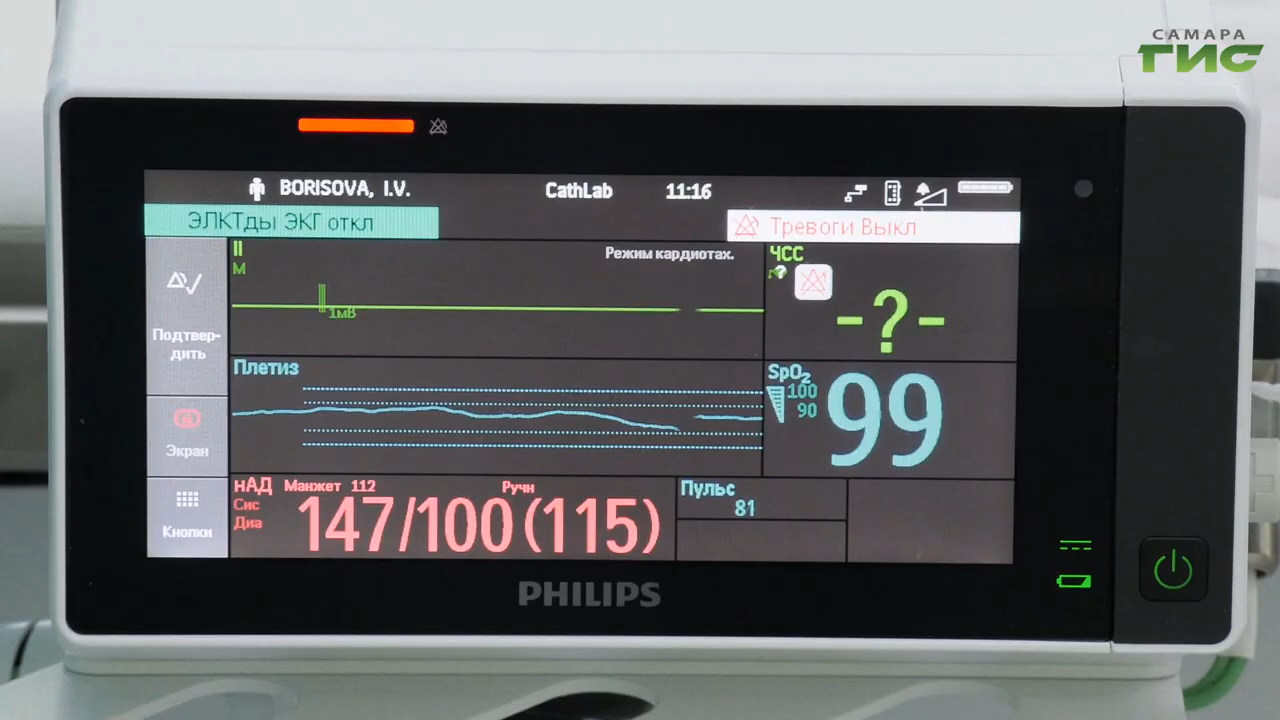 САМАРА
ГИС
BORISOVA, I.V.
CathLab
11:16
ЭЛКТды ЭКГ откл
Тревоги Выкл
II
M
Режим кардиотах.
1мВ
ЧСС
-?-
Подтвер-
дить
Плетиз
SpO₂
100
90
99
Экран
нАД
Манжет 112
Ручн
Сис
Диа
147/100(115)
Пульс
81
Кнопки
PHILIPS